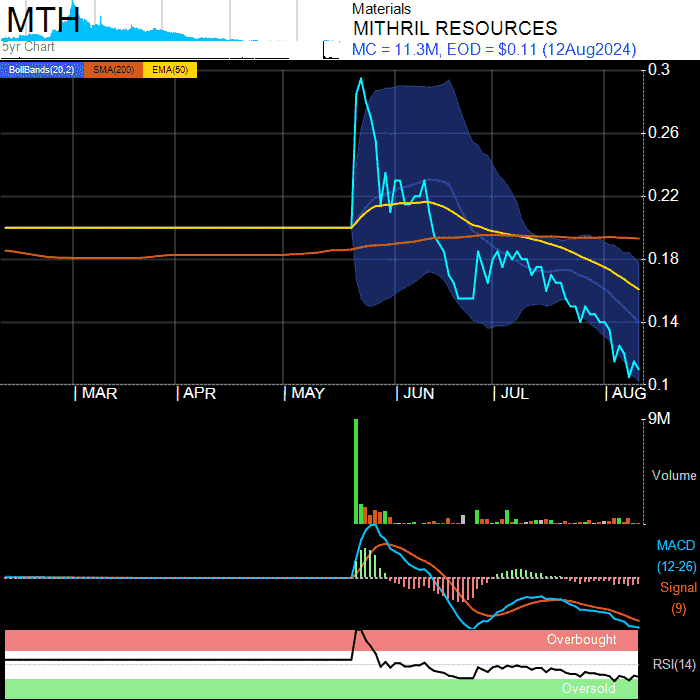 MTH
5yr Chart
Materials
MITHRIL RESOURCES
MC = 11.3M, EOD = $0.11 (12Aug2024)
BollBands(20,2) SMA(200) EMA(50)
0.3
0.26
0.22
0.18
0.14
0.1
MAR APR MAY JUN JUL AUG
9M
Volume
MACD
(12-26)
Signal
(9)
Overbought
RSI(14)
Oversold